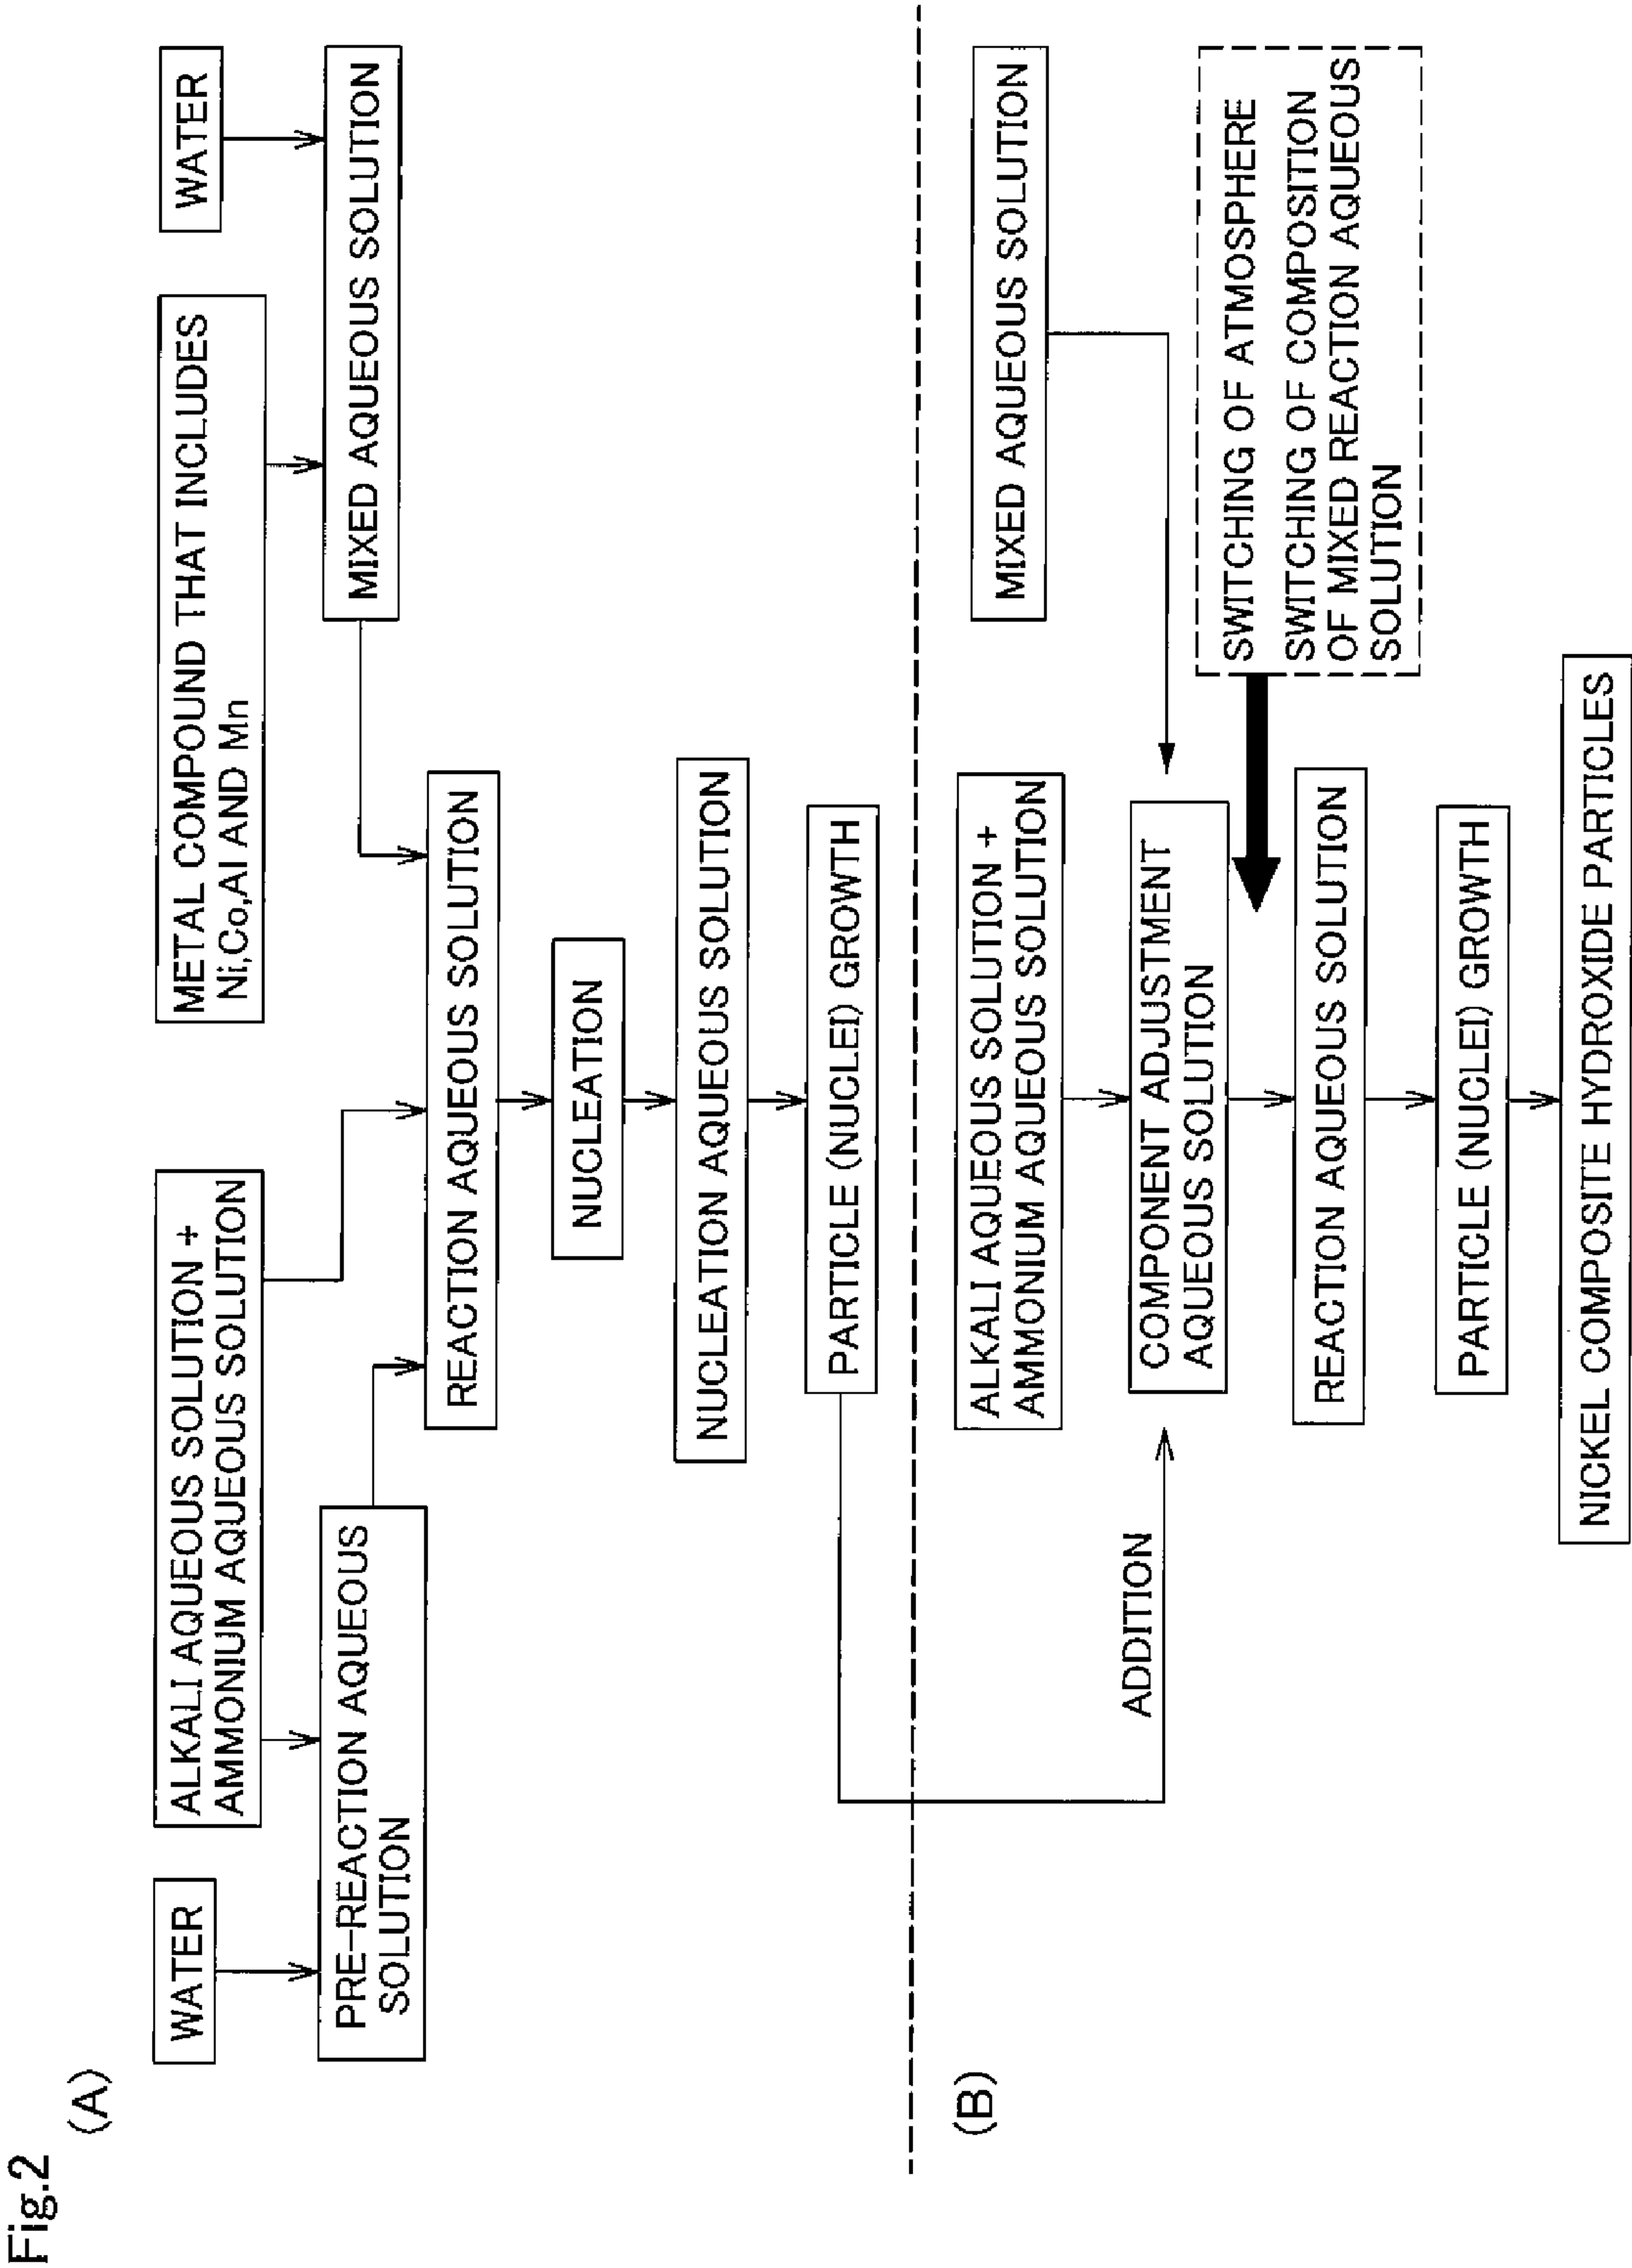 Fig.2
(A)
WATER
ALKALI AQUEOUS SOLUTION +
AMMONIUM AQUEOUS SOLUTION
METAL COMPOUND THAT INCLUDES
Ni,Co,Al AND Mn
WATER
PRE-REACTION AQUEOUS
SOLUTION
MIXED AQUEOUS SOLUTION
REACTION AQUEOUS SOLUTION
NUCLEATION
NUCLEATION AQUEOUS SOLUTION
PARTICLE (NUCLEI) GROWTH
(B)
ALKALI AQUEOUS SOLUTION +
AMMONIUM AQUEOUS SOLUTION
MIXED AQUEOUS SOLUTION
ADDITION
COMPONENT ADJUSTMENT
AQUEOUS SOLUTION
SWITCHING OF ATMOSPHERE
SWITCHING OF COMPOSITION
OF MIXED REACTION AQUEOUS
SOLUTION
REACTION AQUEOUS SOLUTION
PARTICLE (NUCLEI) GROWTH
NICKEL COMPOSITE HYDROXIDE PARTICLES